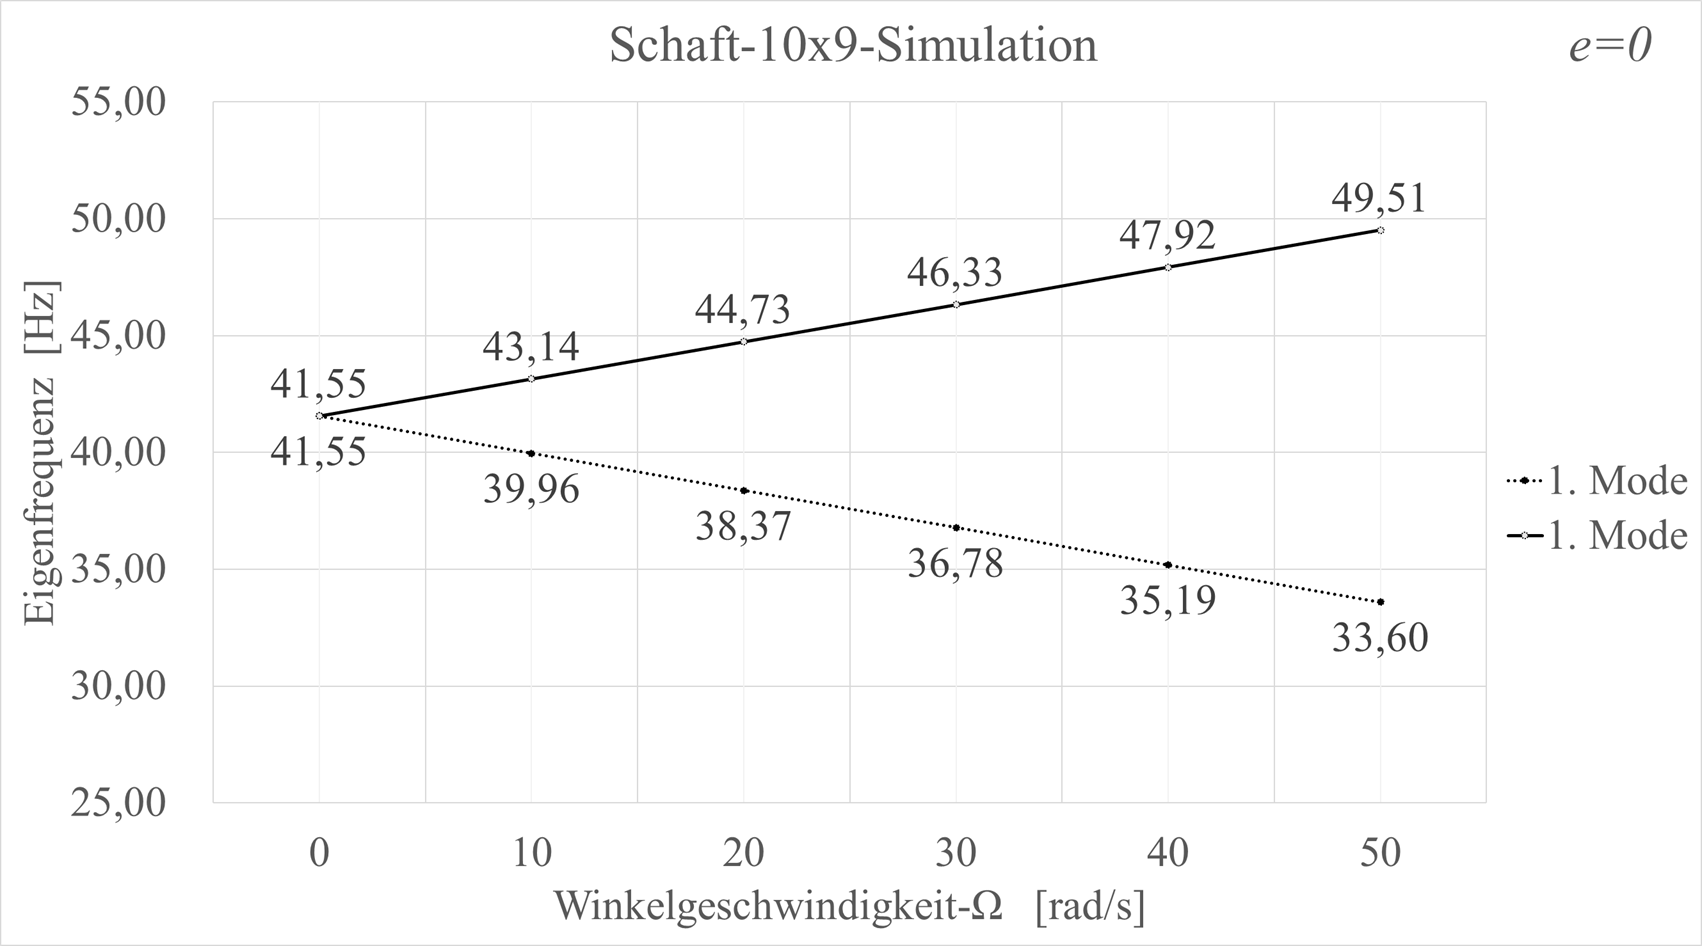 Schaft-10x9-Simulation
e=0
55,00
50,00
45,00
40,00
35,00
30,00
25,00
Eigenfrequenz [Hz]
49,51
47,92
46,33
44,73
43,14
41,55
41,55
39,96
38,37
36,78
35,19
33,60
1. Mode
1. Mode
0 10 20 30 40 50
Winkelgeschwindigkeit-Ω [rad/s]